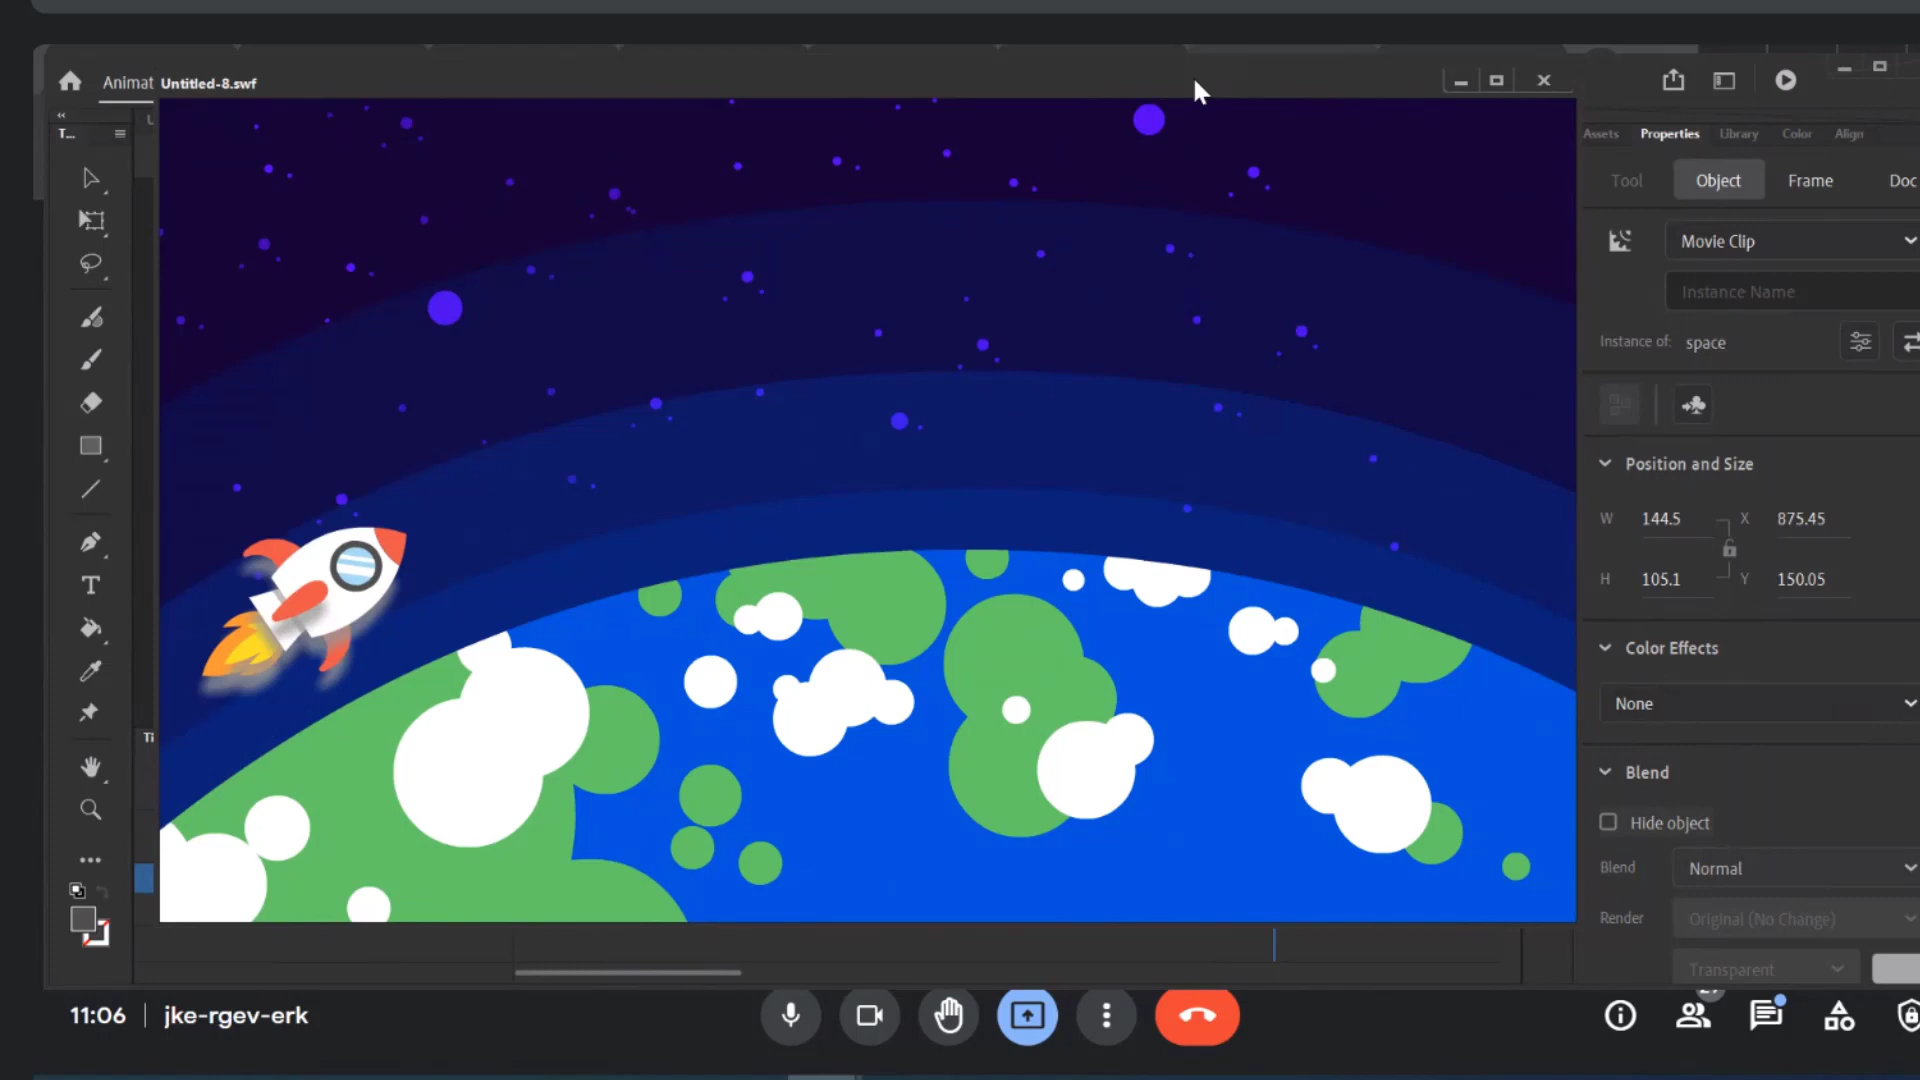 Animat Untitled-8.swf
T...
Assets Properties Library Color Align
Tool Object Frame Doc
Movie Clip
Instance Name
Instance of: space
Position and Size
W 144.5 X 875.45
H 105.1 Y 150.05
Color Effects
None
Ti
Blend
Hide object
Blend Normal
Render Original (No Change)
Transparent
11:06 jke-rgev-erk